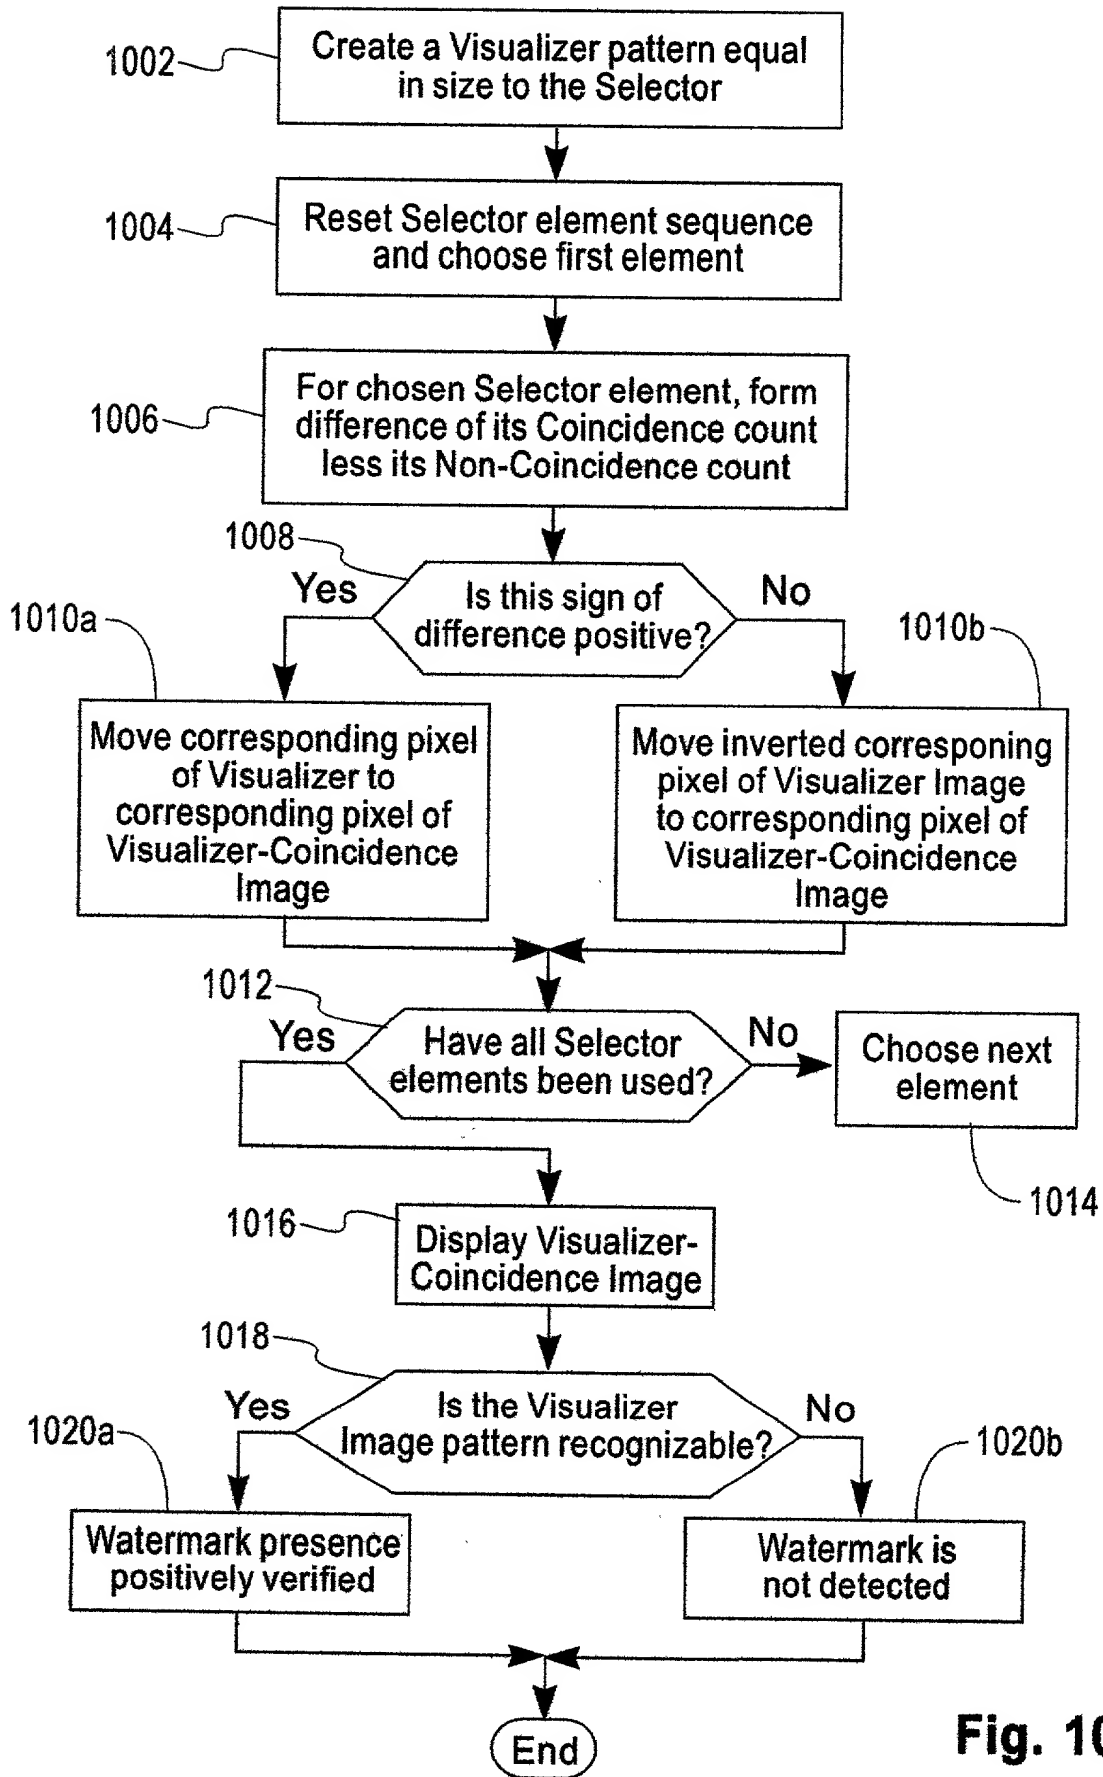 1002
Create a Visualizer pattern equal
in size to the Selector
1004
Reset Selector element sequence
and choose first element
1006
For chosen Selector element, form
difference of its Coincidence count
less its Non-Coincidence count
1008
Yes
Is this sign of
difference positive?
No
1010a
1010b
Move corresponding pixel
of Visualizer to
corresponding pixel of
Visualizer-Coincidence
Image
Move inverted corresponing
pixel of Visualizer Image
to corresponding pixel of
Visualizer-Coincidence
Image
1012
Yes
Have all Selector
elements been used?
No
Choose next
element
1014
1016
Display Visualizer-
Coincidence Image
1018
Yes
Is the Visualizer
Image pattern recognizable?
No
1020a
1020b
Watermark presence
positively verified
Watermark is
not detected
End
Fig. 10